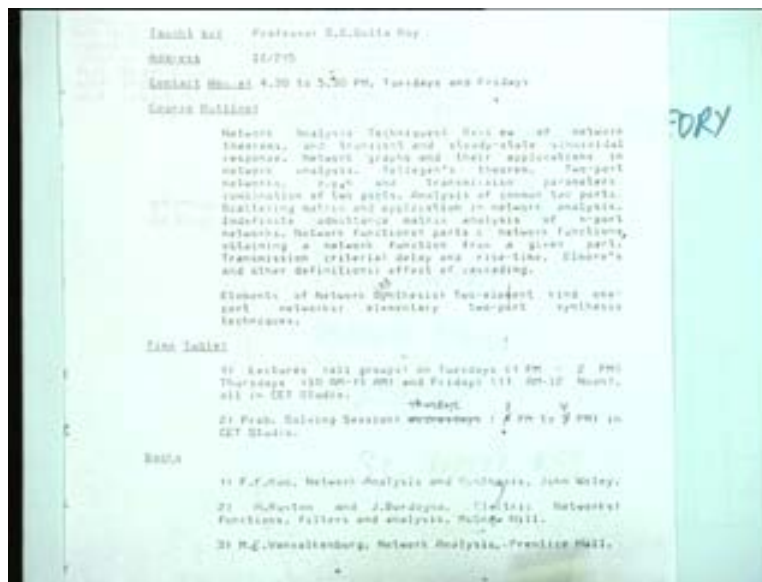 Taught by: Professor S.C.Dutta Roy
Address
Contact Hours: 4.30 to 5.30 PM, Tuesdays and Fridays
Course Outline:
EORY
Network Analysis Techniques: Review of network
theorems, and transient and steady-state sinusoidal
response. Network graphs and their applications in
network analysis. Tellegen's theorem. Two-port
networks, and transmission parameters,
combination of two ports. Analysis of common two ports.
Scattering matrix and application in network analysis.
Indefinite admittance matrix analysis of n-port
networks. Network functions: parts of network functions,
obtaining a network function from a given part.
Transmission criteria: delay and rise-time, Elmore's
and other definitions: effect of cascading.
Elements of Network Synthesis: Two-element kind one-
port networks: elementary two-port synthesis
techniques.
Time Table:
1) Lectures (all groups) on Tuesdays (1 PM - 2 PM)
Thursdays (10 AM-11 AM) and Fridays (11 AM-12 Noon),
all in CET Studio.
thursdays
2) Prob. Solving Session: Wednesdays ( PM to PM) in
CET Studio.
Books
1) F.F.Kuo, Network Analysis and Synthesis, John Wiley.
2) and Electric Networks:
Functions, Filters and analysis, McGraw Hill.
3) M.E.Vanvalkenburg, Network Analysis, Prentice Hall.